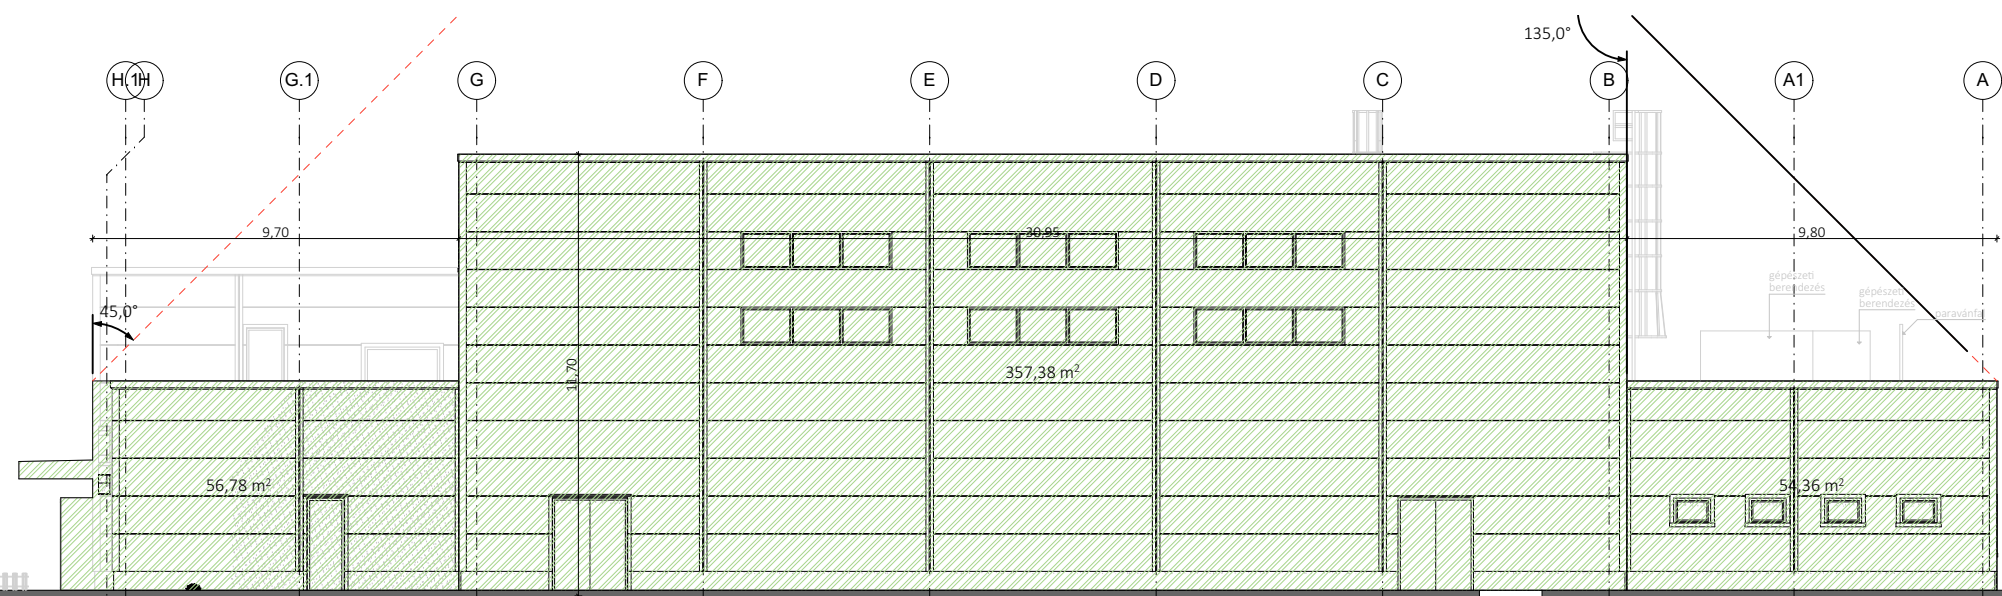 135,0°
H.1
H
G.1
G
F
E
D
C
B
A1
A
9,70
30,95
9,80
gépészeti
berendezés
gépészeti
berendezés
paravánfal
45,0°
11,70
357,38 m²
56,78 m²
54,36 m²